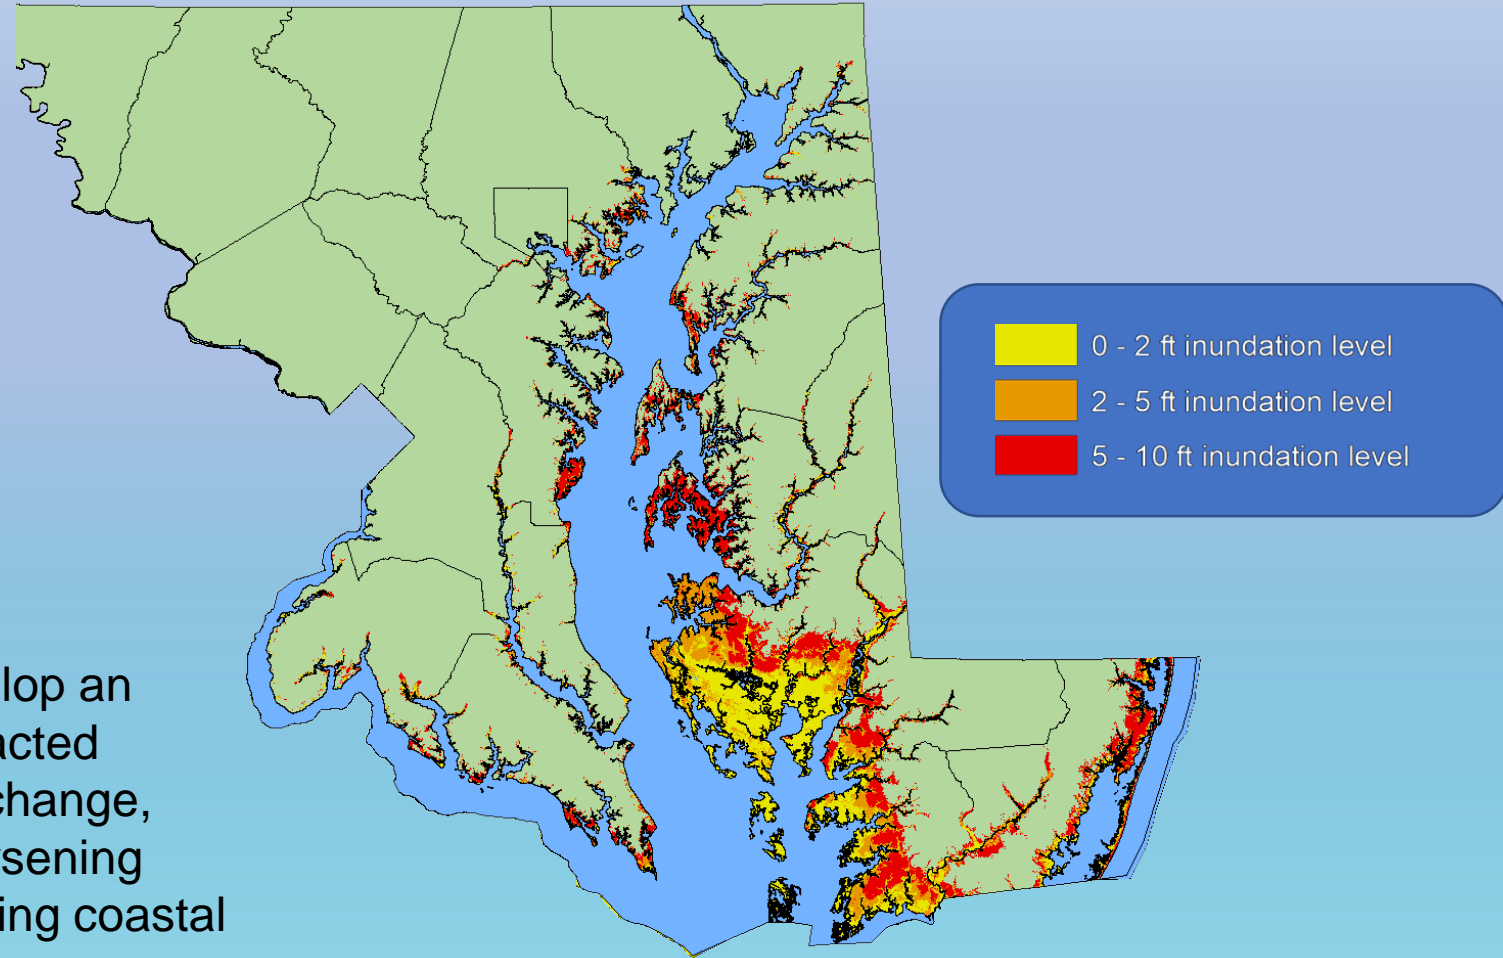 0 - 2 ft inundation level
2 - 5 ft inundation level
5 - 10 ft inundation level
lop an
acted
change,
rsening
ing coastal